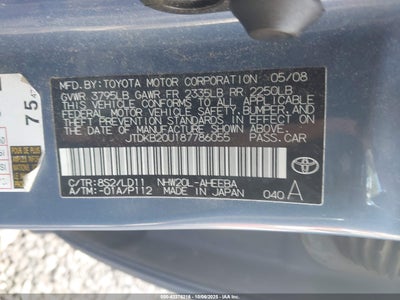 MFD. BY: TOYOTA MOTOR CORPORATION 05/08
GVWR 3795LB GAWR FR 2335LB RR 2250LB
THIS VEHICLE CONFORMS TO ALL APPLICABLE
FEDERAL MOTOR VEHICLE SAFETY, BUMPER, AND
THEFT PREVENTION STANDARDS IN EFFECT ON
THE DATE OF MANUFACTURE SHOWN ABOVE.
JTDKB20U187786055 PASS.CAR
C/TR:8S2/LD11 NHW20L-AHEEBA
A/TM:-01A/P112 MADE IN JAPAN 040 A
TOYOTA
75